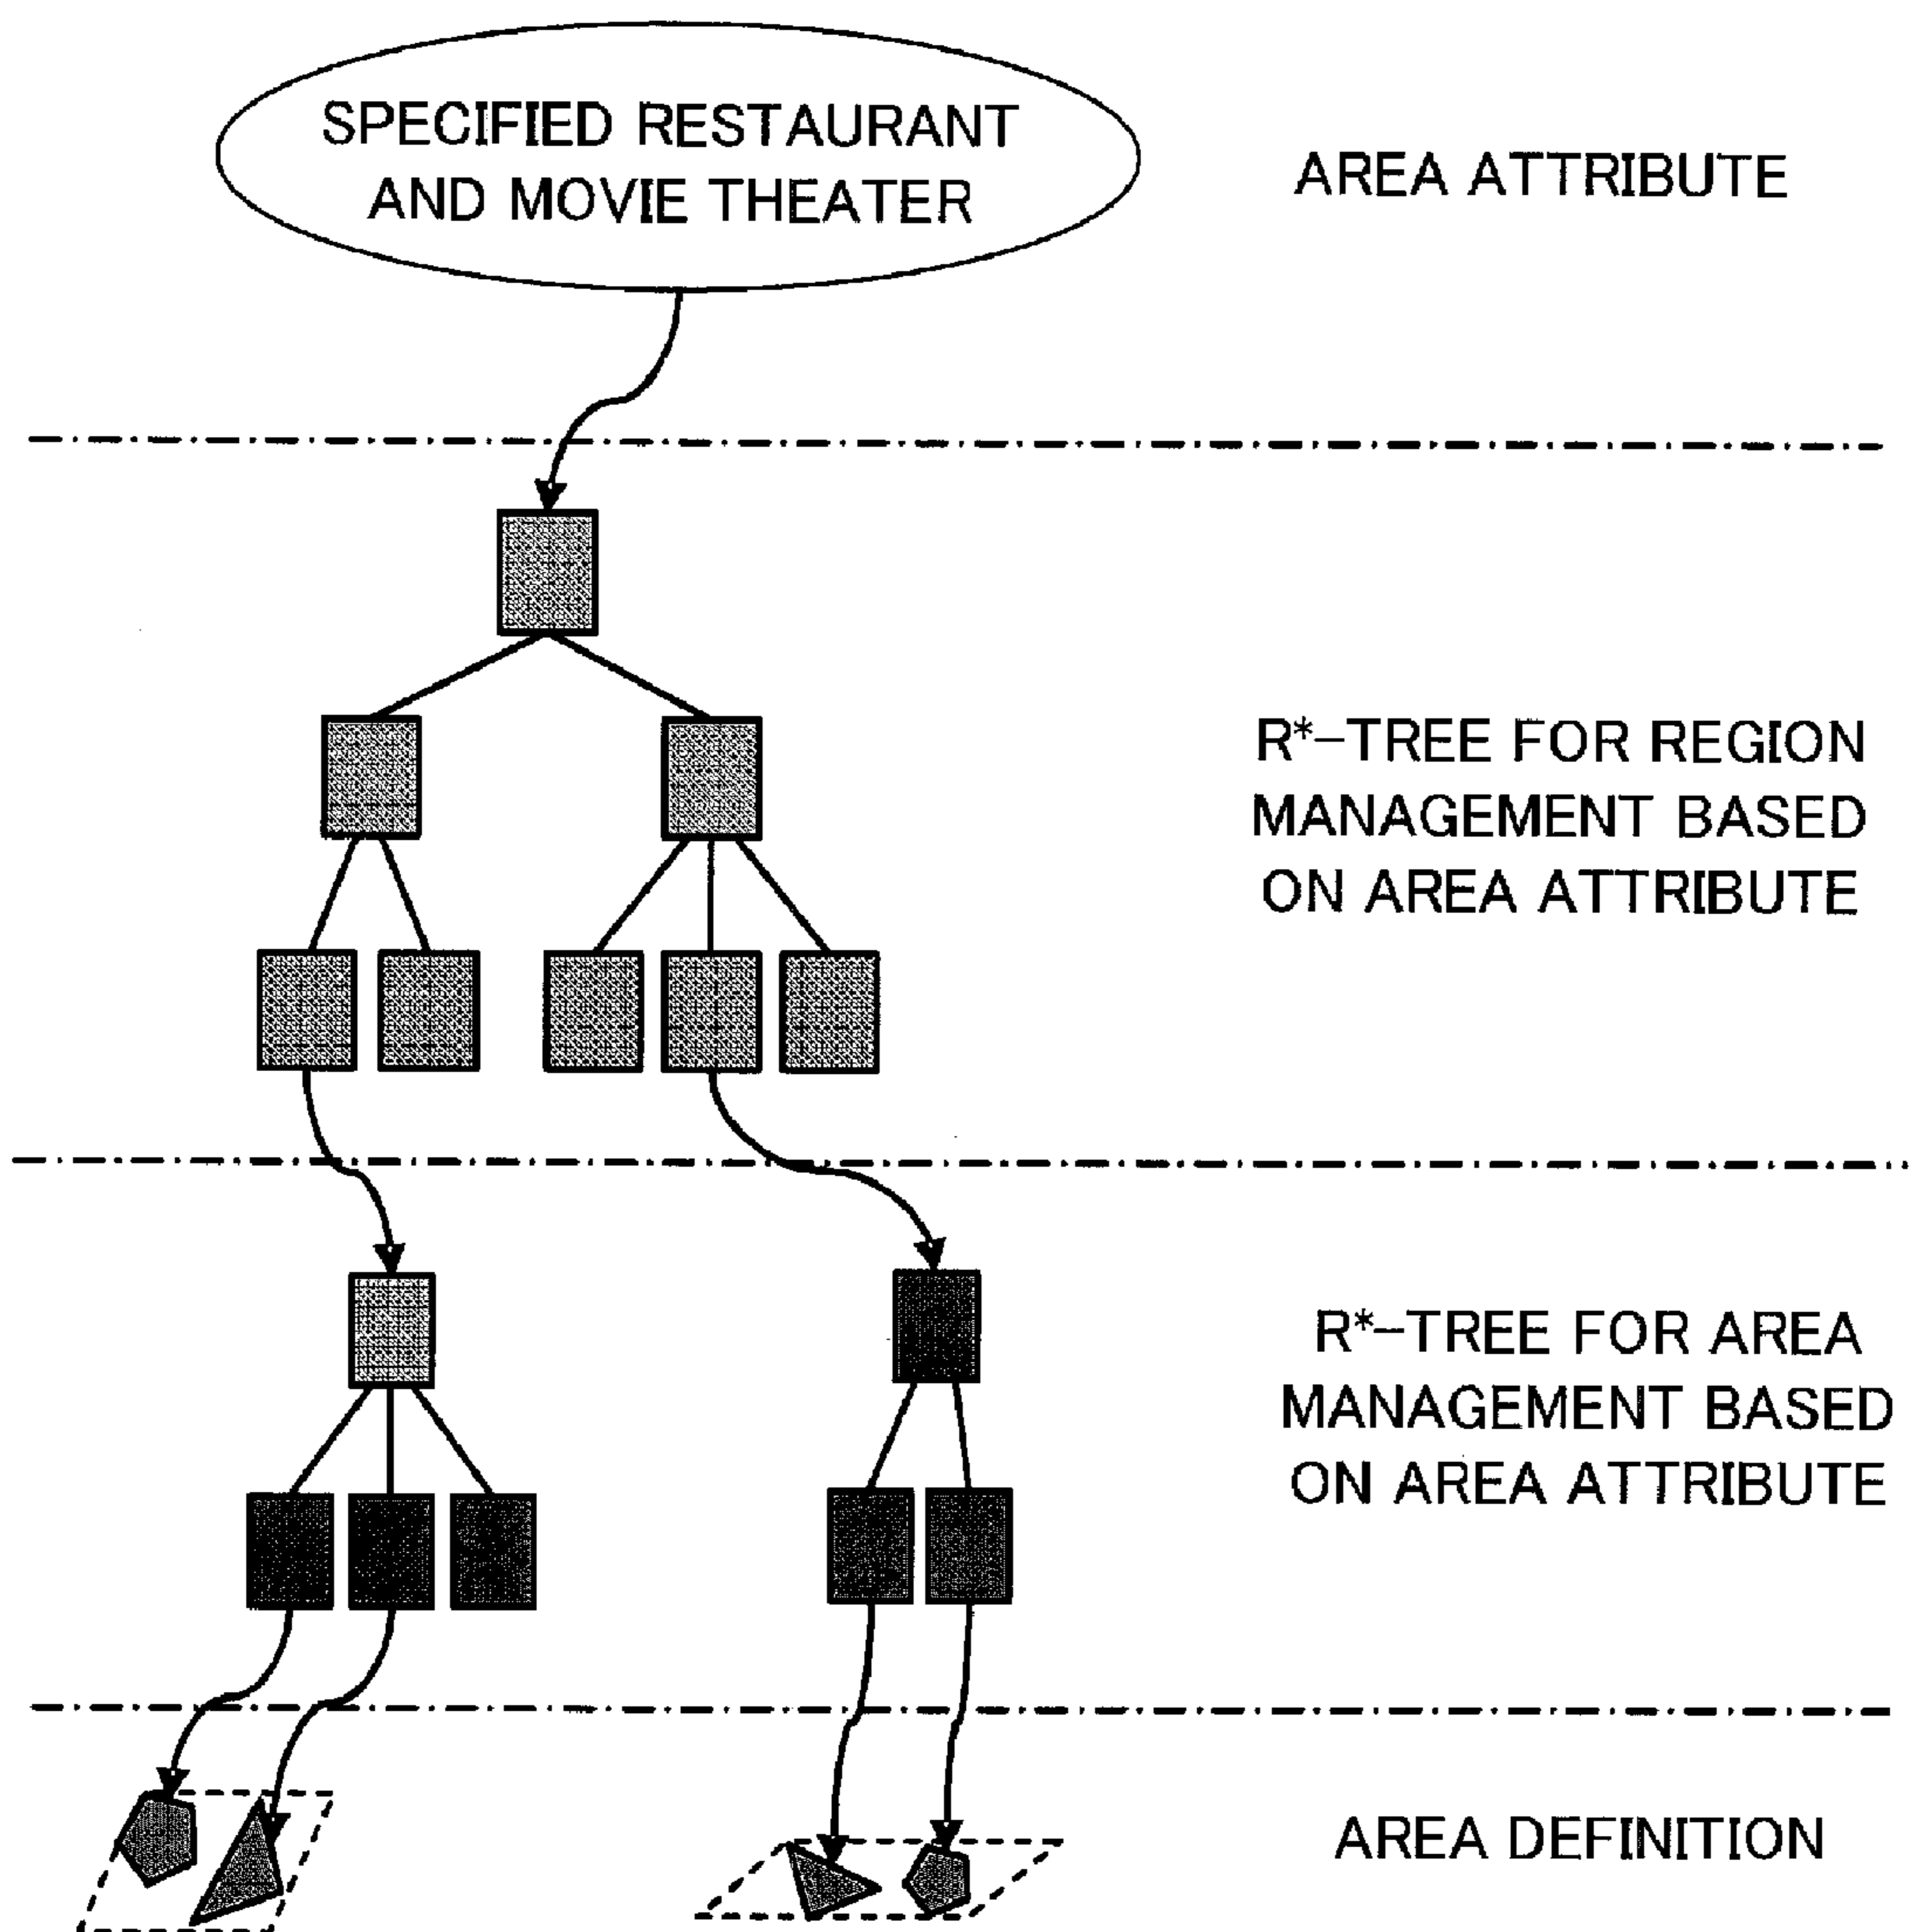 SPECIFIED RESTAURANT
AND MOVIE THEATER
AREA ATTRIBUTE
R*-TREE FOR REGION
MANAGEMENT BASED
ON AREA ATTRIBUTE
R*-TREE FOR AREA
MANAGEMENT BASED
ON AREA ATTRIBUTE
AREA DEFINITION